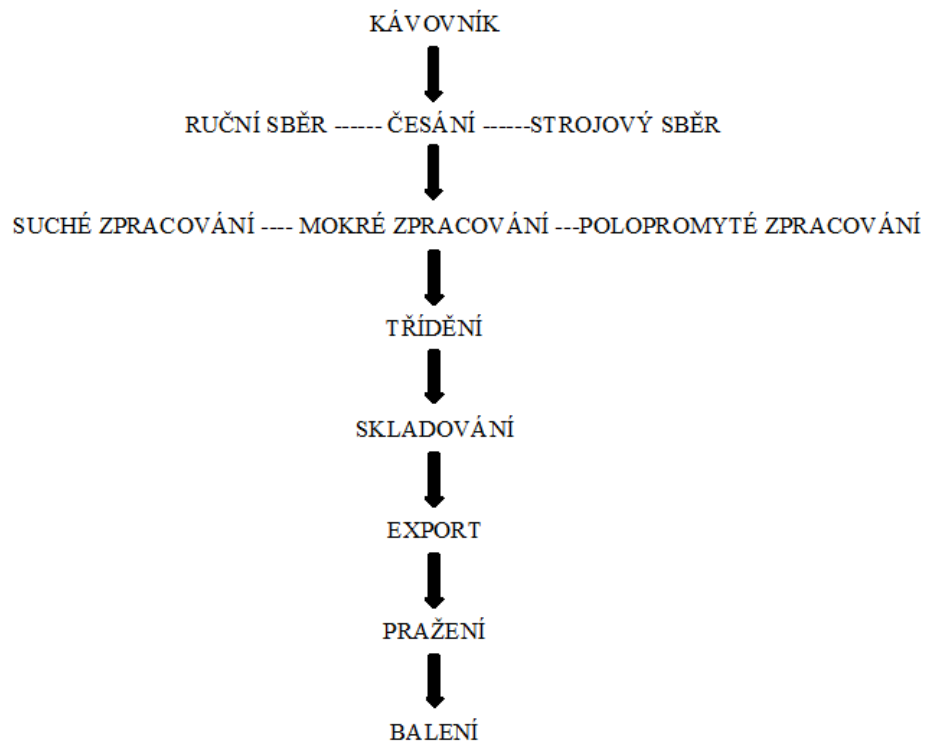 KÁVOVNÍK
RUČNÍ SBĚR ------ ČESÁNÍ ------STROJOVÝ SBĚR
SUCHÉ ZPRACOVÁNÍ ---- MOKRÉ ZPRACOVÁNÍ ---POLOPROMYTÉ ZPRACOVÁNÍ
TŘÍDĚNÍ
SKLADOVÁNÍ
EXPORT
PRAŽENÍ
BALENÍ